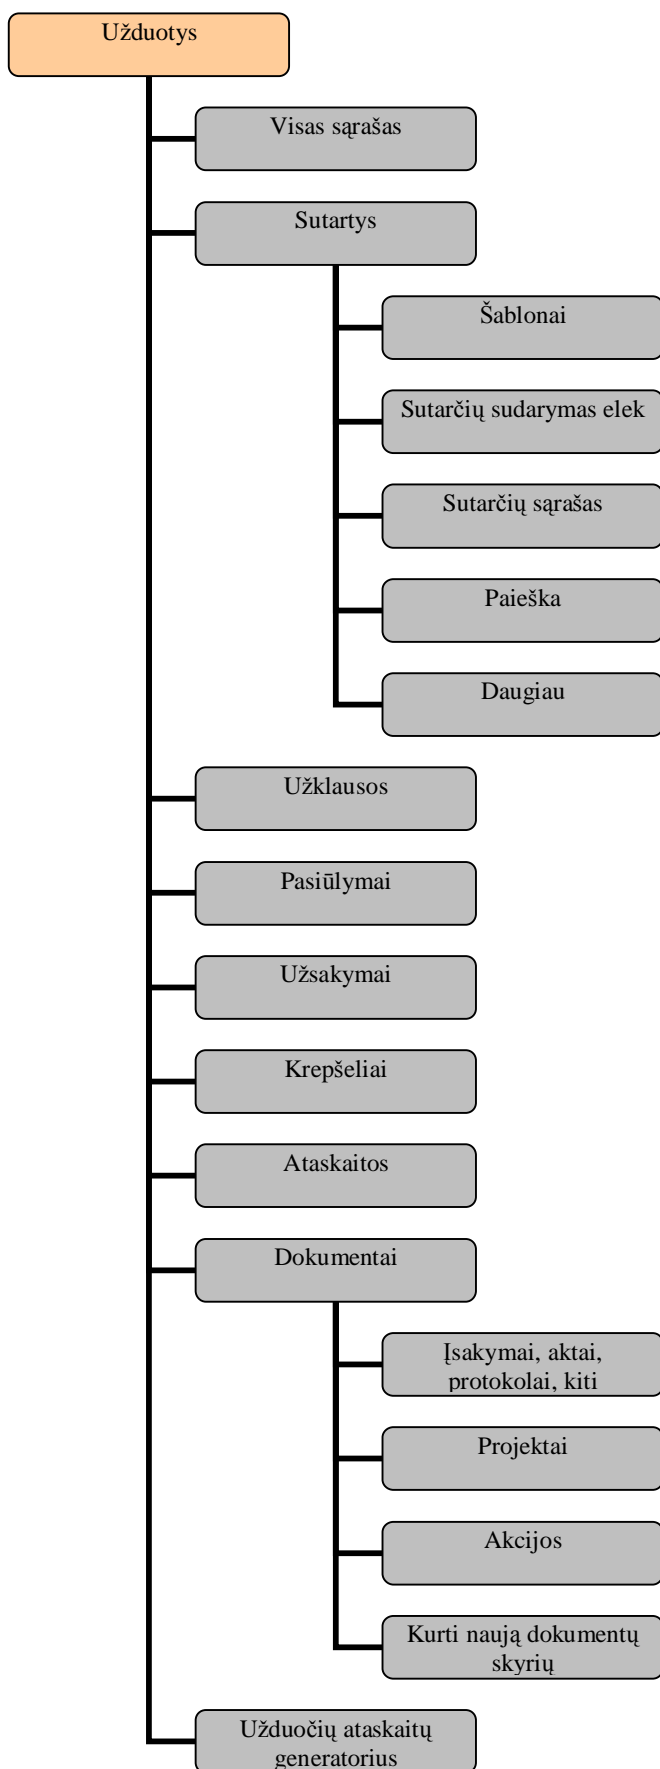 Užduotys
Visas sąrašas
Sutartys
Šablonai
Sutarčių sudarymas elek
Sutarčių sąrašas
Paieška
Daugiau
Užklausos
Pasiūlymai
Užsakymai
Krepšeliai
Ataskaitos
Dokumentai
Įsakymai, aktai,
protokolai, kiti
Projektai
Akcijos
Kurti naują dokumentų
skyrių
Užduočių ataskaitų
generatorius